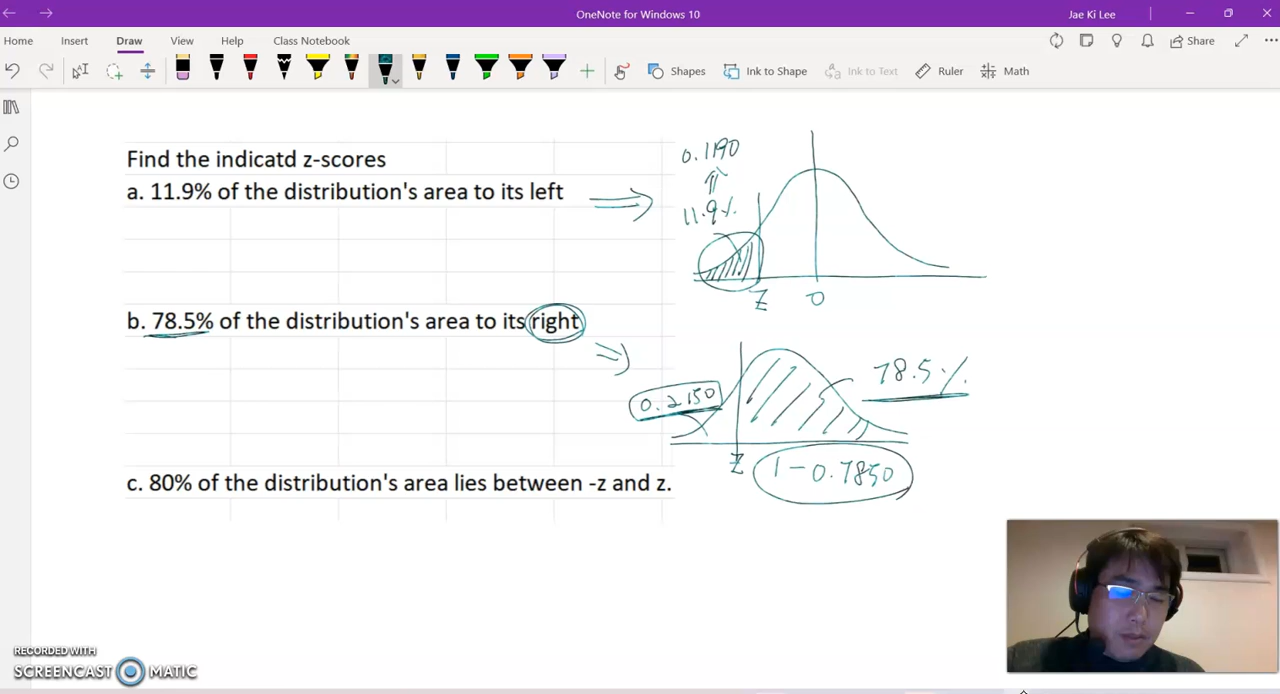 OneNote for Windows 10
Jae Ki Lee
Home Insert Draw View Help Class Notebook
Share
Shapes Ink to Shape Ink to Text Ruler Math
Find the indicatd z-scores
a. 11.9% of the distribution's area to its left
0.1190
11.9%
z 0
b. 78.5% of the distribution's area to its right
78.5%
0.2150
z 1-0.7850
c. 80% of the distribution's area lies between -z and z.
RECORDED WITH
SCREENCAST MATIC